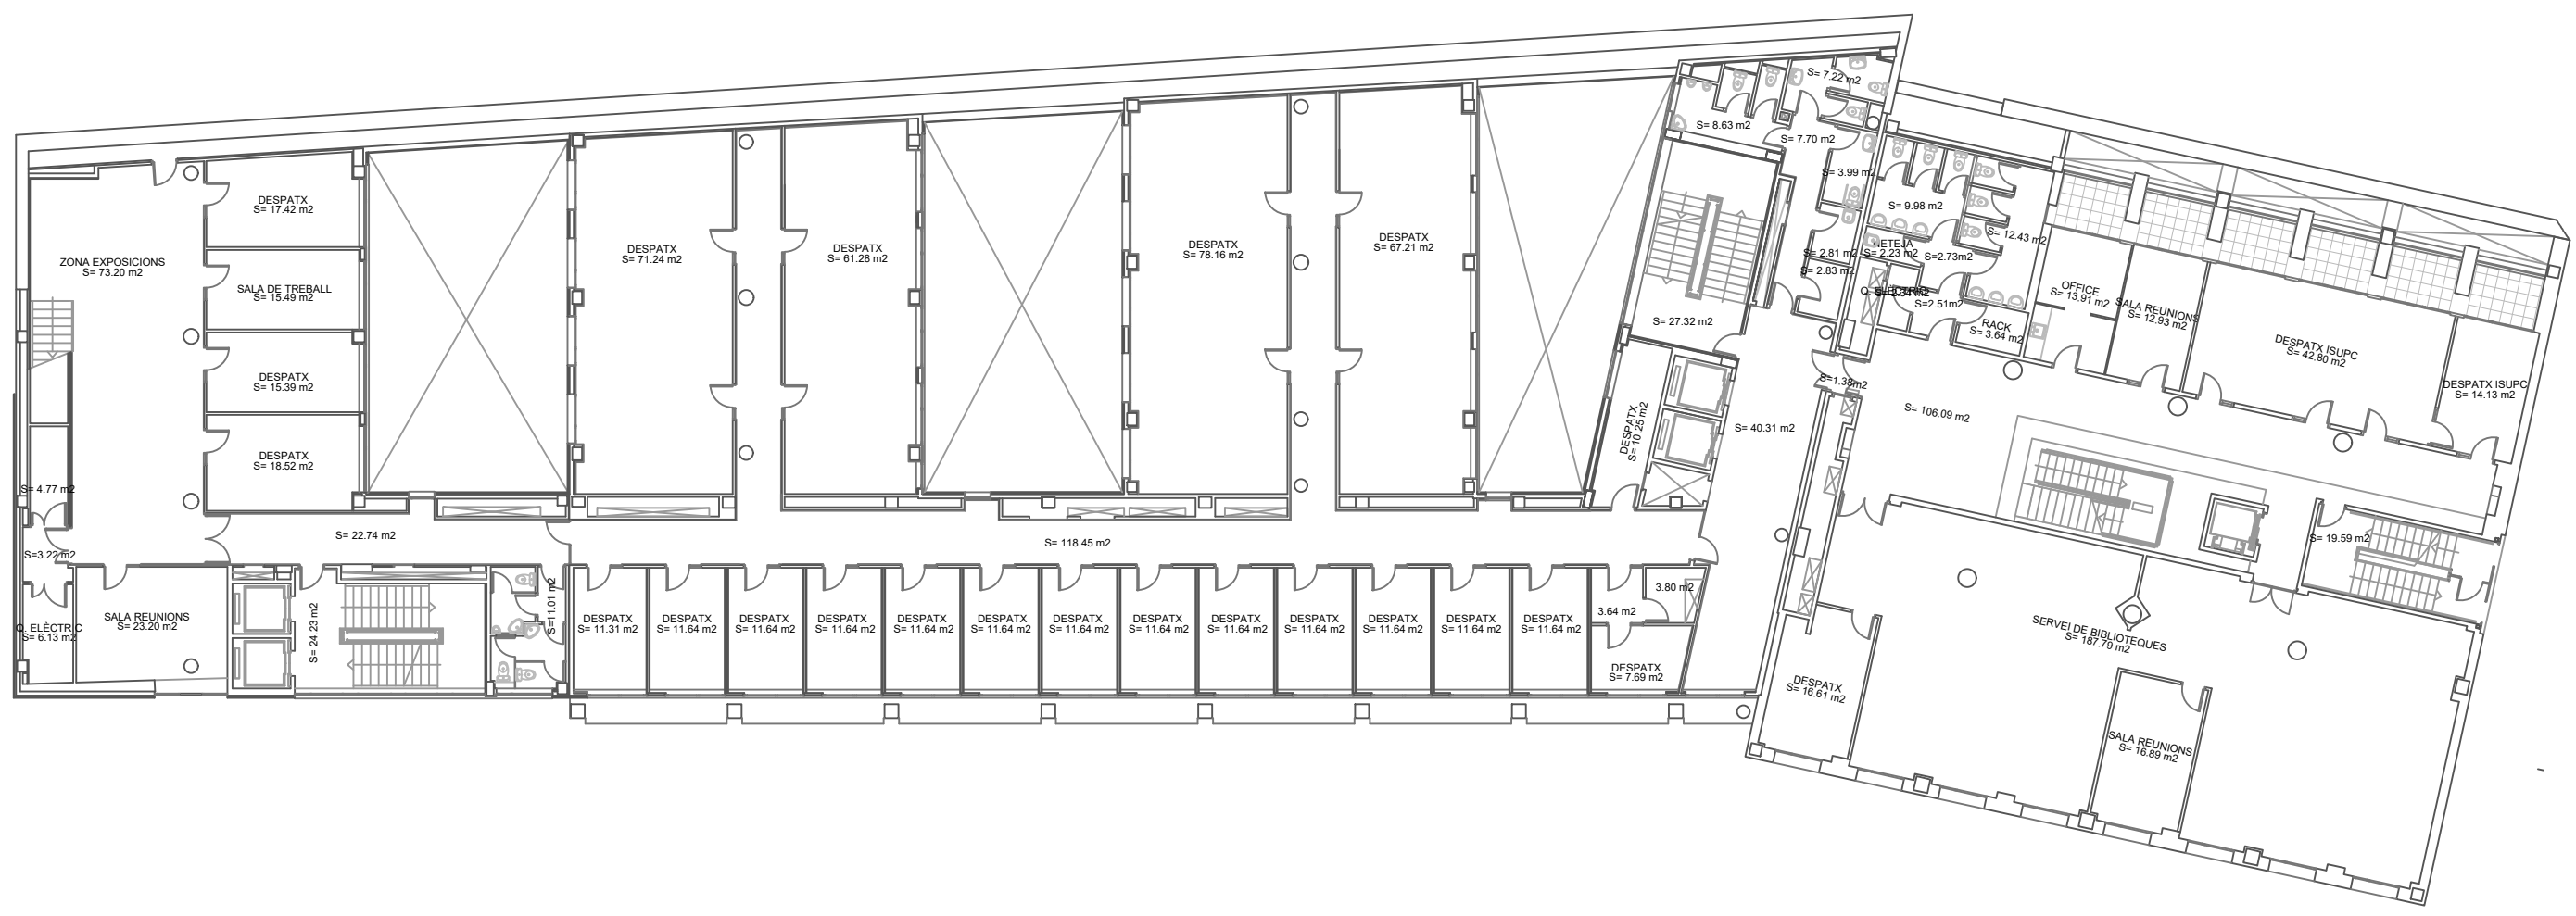 S= 7.22 m2
S= 8.63 m2
S= 7.70 m2
S= 3.99 m2
S= 9.98 m2
S= 12.43 m2
NETEJA
S= 2.23 m2
S=2.73m2
S= 2.81 m2
S= 2.83 m2
S=2.51m2
RACK
S= 3.64 m2
OFFICE
S= 13.91 m2
SALA REUNIONS
S= 12.93 m2
DESPATX ISUPC
S= 42.80 m2
DESPATX ISUPC
S= 14.13 m2
ZONA EXPOSICIONS
S= 73.20 m2
DESPATX
S= 17.42 m2
SALA DE TREBALL
S= 15.49 m2
DESPATX
S= 15.39 m2
DESPATX
S= 18.52 m2
DESPATX
S= 71.24 m2
DESPATX
S= 61.28 m2
DESPATX
S= 78.16 m2
DESPATX
S= 67.21 m2
S= 27.32 m2
DESPATX
S= 10.25 m2
S= 40.31 m2
S=1.38m2
S= 106.09 m2
S= 4.77 m2
S=3.22 m2
S= 22.74 m2
S= 118.45 m2
S= 19.59 m2
Q. ELÈCTRIC
S= 6.13 m2
SALA REUNIONS
S= 23.20 m2
S= 24.23 m2
S=11.01 m2
DESPATX
S= 11.31 m2
DESPATX
S= 11.64 m2
DESPATX
S= 11.64 m2
DESPATX
S= 11.64 m2
DESPATX
S= 11.64 m2
DESPATX
S= 11.64 m2
DESPATX
S= 11.64 m2
DESPATX
S= 11.64 m2
DESPATX
S= 11.64 m2
DESPATX
S= 11.64 m2
DESPATX
S= 11.64 m2
DESPATX
S= 11.64 m2
DESPATX
S= 11.64 m2
3.64 m2
3.80 m2
DESPATX
S= 7.69 m2
SERVEI DE BIBLIOTEQUES
S= 187.79 m2
DESPATX
S= 16.61 m2
SALA REUNIONS
S= 16.89 m2